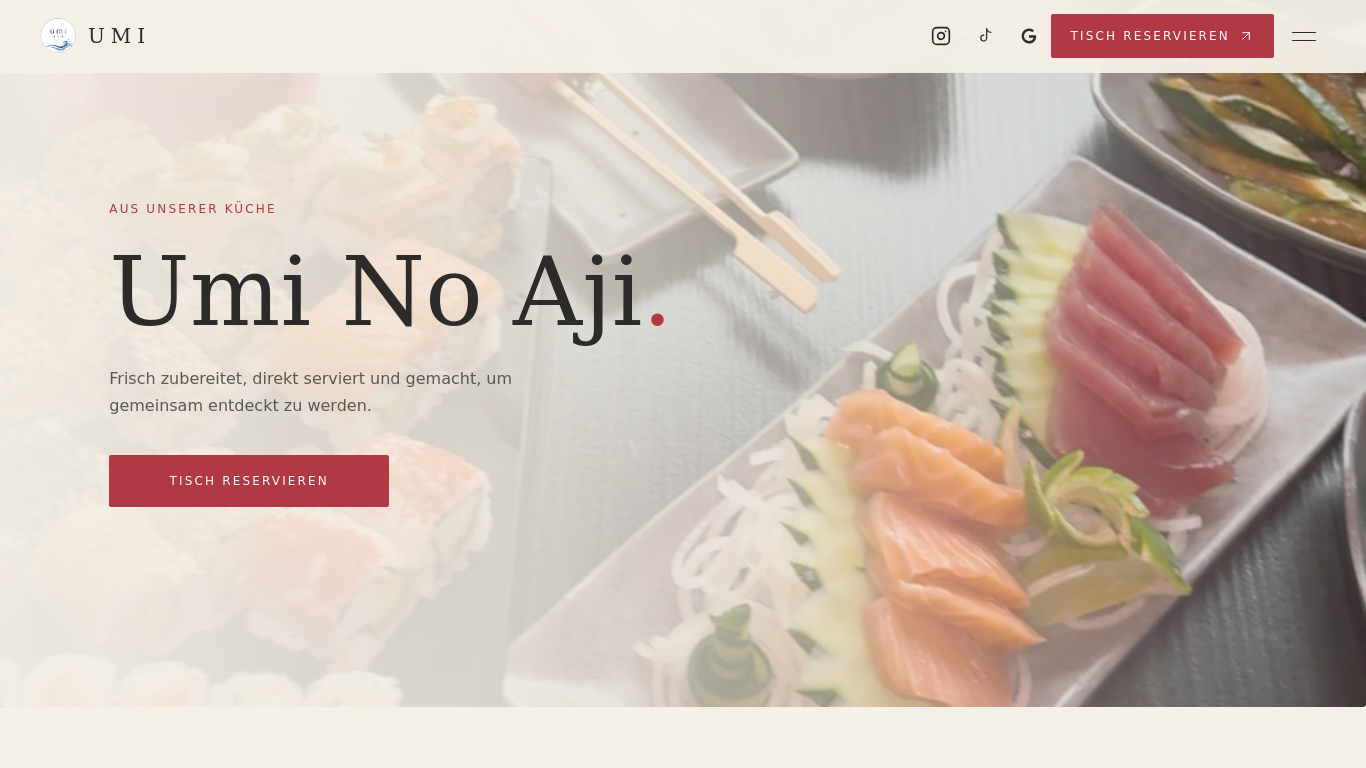 umi
UMI
TISCH RESERVIEREN
AUS UNSERER KÜCHE
Umi No Aji.
Frisch zubereitet, direkt serviert und gemacht, um
gemeinsam entdeckt zu werden.
TISCH RESERVIEREN